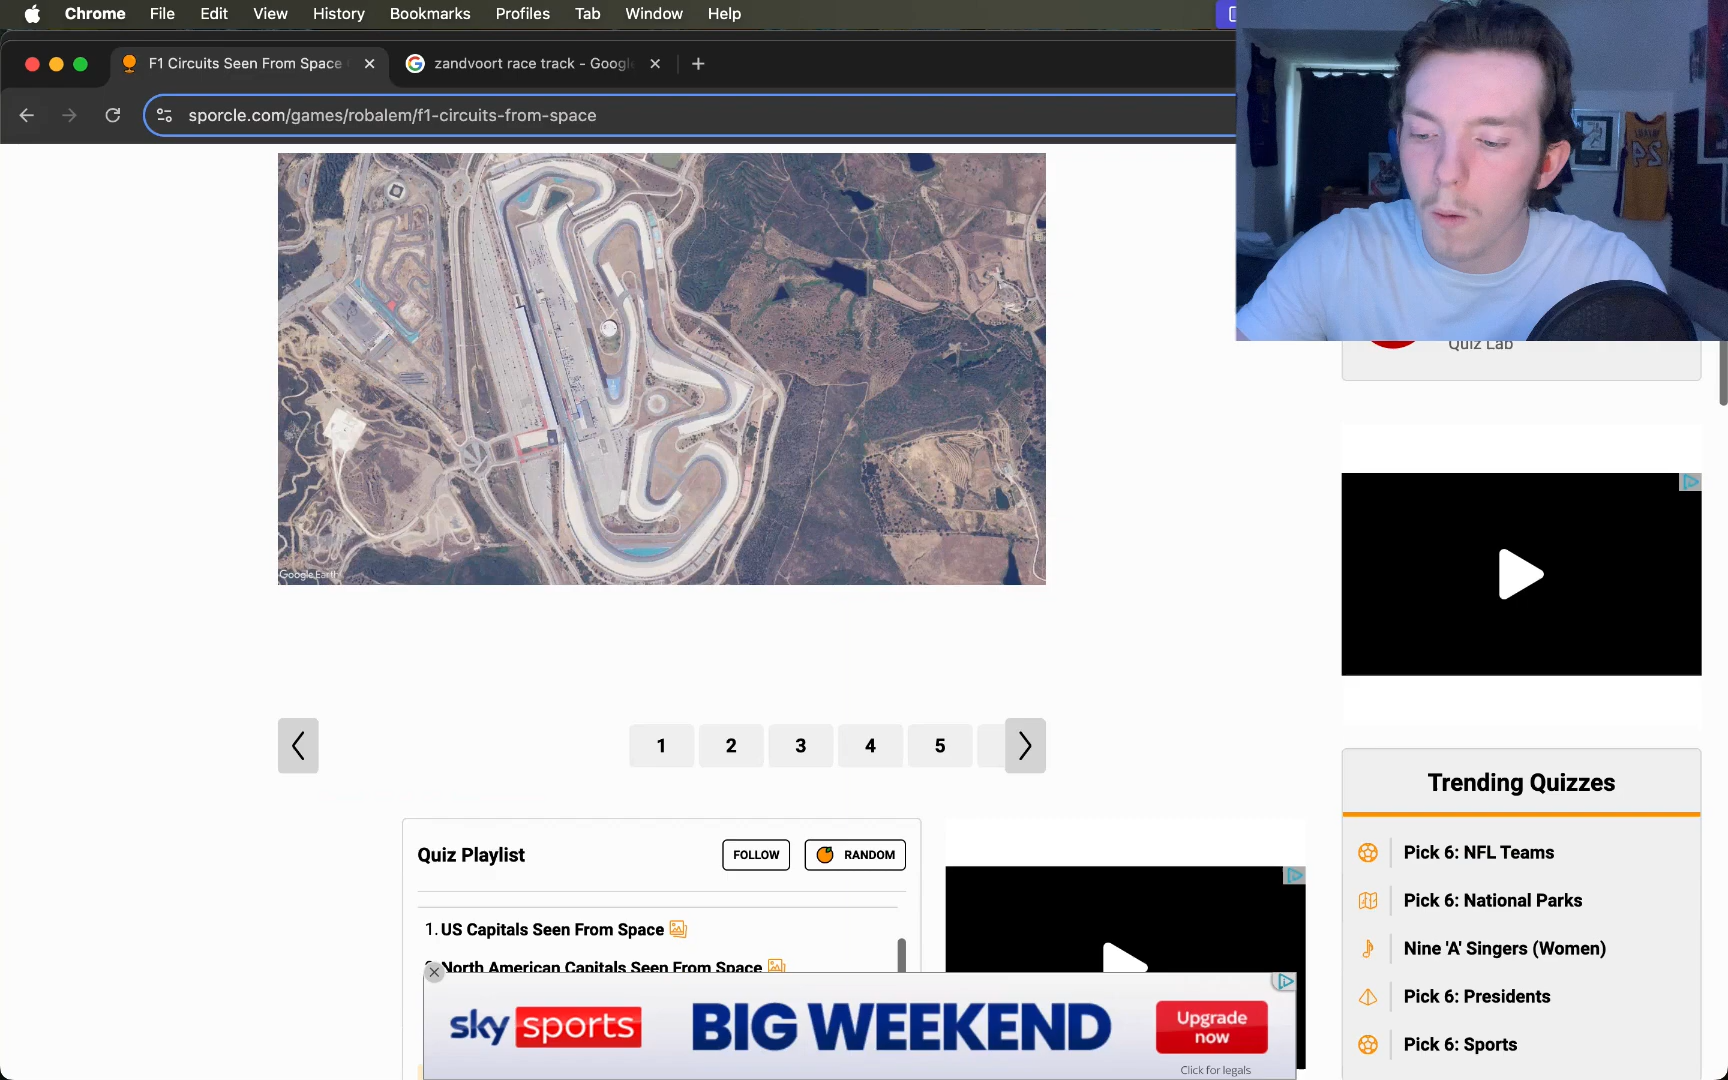 Chrome File Edit View History Bookmarks Profiles Tab Window Help
F1 Circuits Seen From Space
zandvoort race track - Google
sporcle.com/games/robalem/f1-circuits-from-space
24
Google Earth
Quiz Lab
1 2 3 4 5
Quiz Playlist
FOLLOW
RANDOM
1. US Capitals Seen From Space
North American Capitals Seen From Space
sky sports
BIG WEEKEND
Upgrade
now
Click for legals
Trending Quizzes
Pick 6: NFL Teams
Pick 6: National Parks
Nine 'A' Singers (Women)
Pick 6: Presidents
Pick 6: Sports